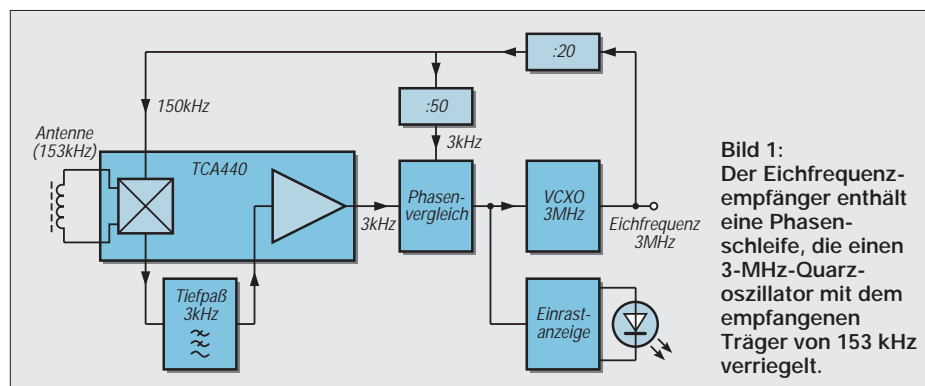 :20
:50
150kHz
3kHz
Antenne
(153kHz)
TCA440
3kHz
Phasen-
vergleich
VCXO
3MHz
Eichfrequenz
3MHz
Tiefpaß
3kHz
Einrast-
anzeige
Bild 1:
Der Eichfrequenz-
empfänger enthält
eine Phasen-
schleife, die einen
3-MHz-Quarz-
oszillator mit dem
empfangenen
Träger von 153 kHz
verriegelt.